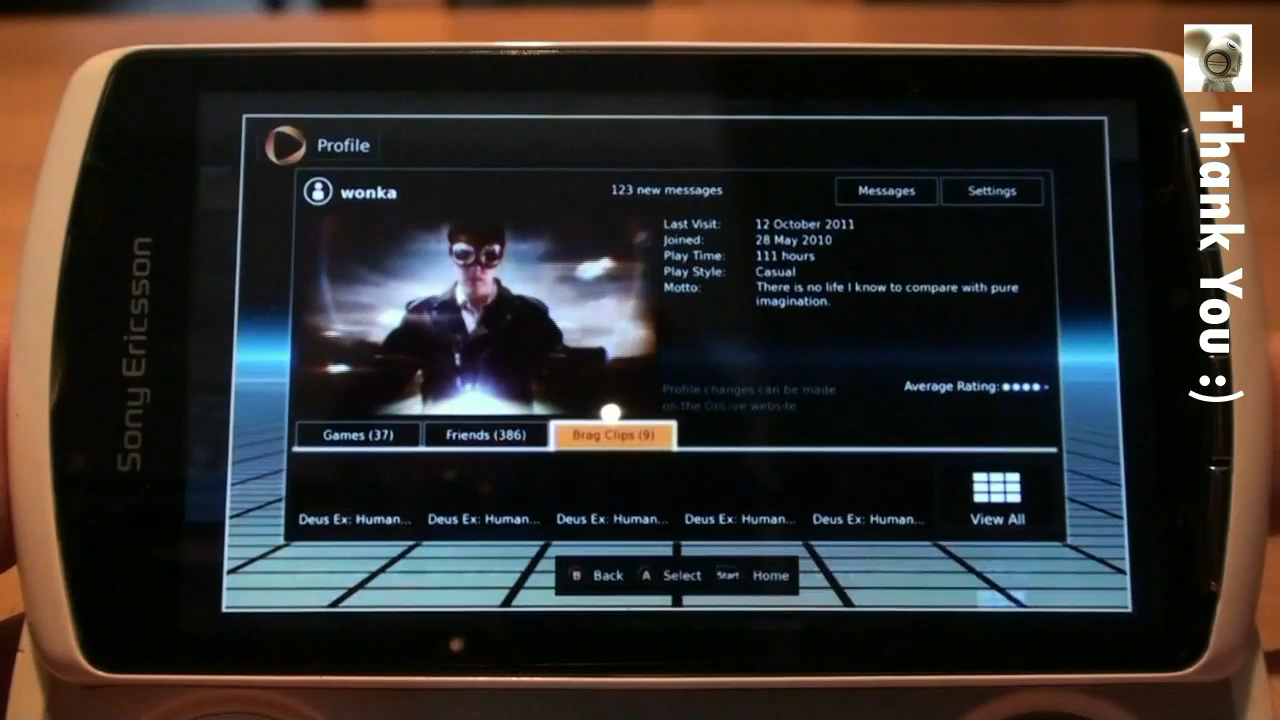 Sony Ericsson
Profile
wonka
123 new messages
Messages
Settings
Last Visit: 12 October 2011
Joined: 28 May 2010
Play Time: 111 hours
Play Style: Casual
Motto: There is no life I know to compare with pure
imagination.
Profile changes can be made
on the OnLive website
Average Rating:
Games (37)
Friends (386)
Brag Clips (9)
Deus Ex: Human...
Deus Ex: Human...
Deus Ex: Human...
Deus Ex: Human...
Deus Ex: Human...
View All
B Back A Select Start Home
Thank You :)